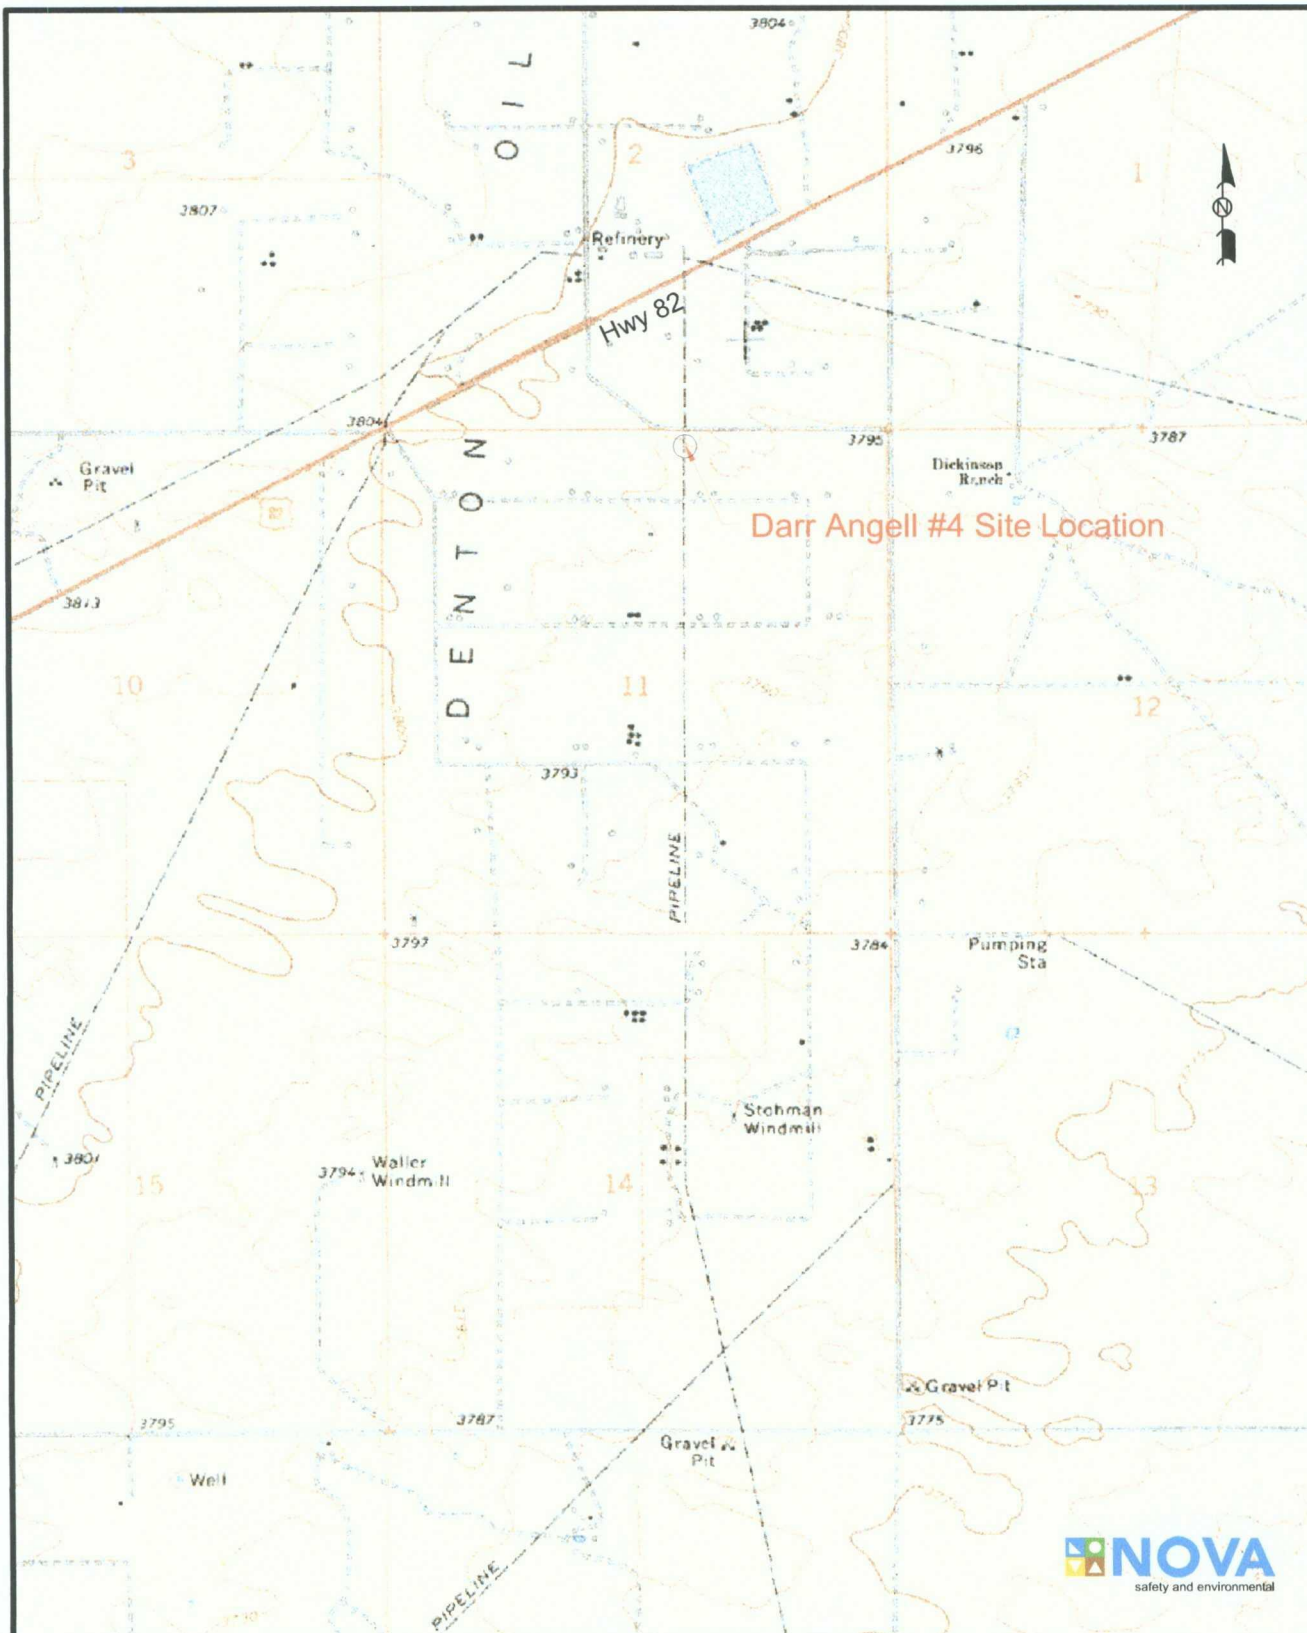 3804
OIL
3
2
3796
1
3807
Refinery
Hwy 82
3804
3795
3787
Gravel
Pit
Dickinson
Ranch
82
Darr Angell #4 Site Location
3813
DENTON
10
11
12
3793
PIPELINE
3797
3784
Pumping
Sta
PIPELINE
Stohman
Windmill
3801
3794
Waller
Windmill
15
14
13
Gravel Pit
3795
3787
3775
Gravel
Pit
Well
PIPELINE
NOVA
safety and environmental